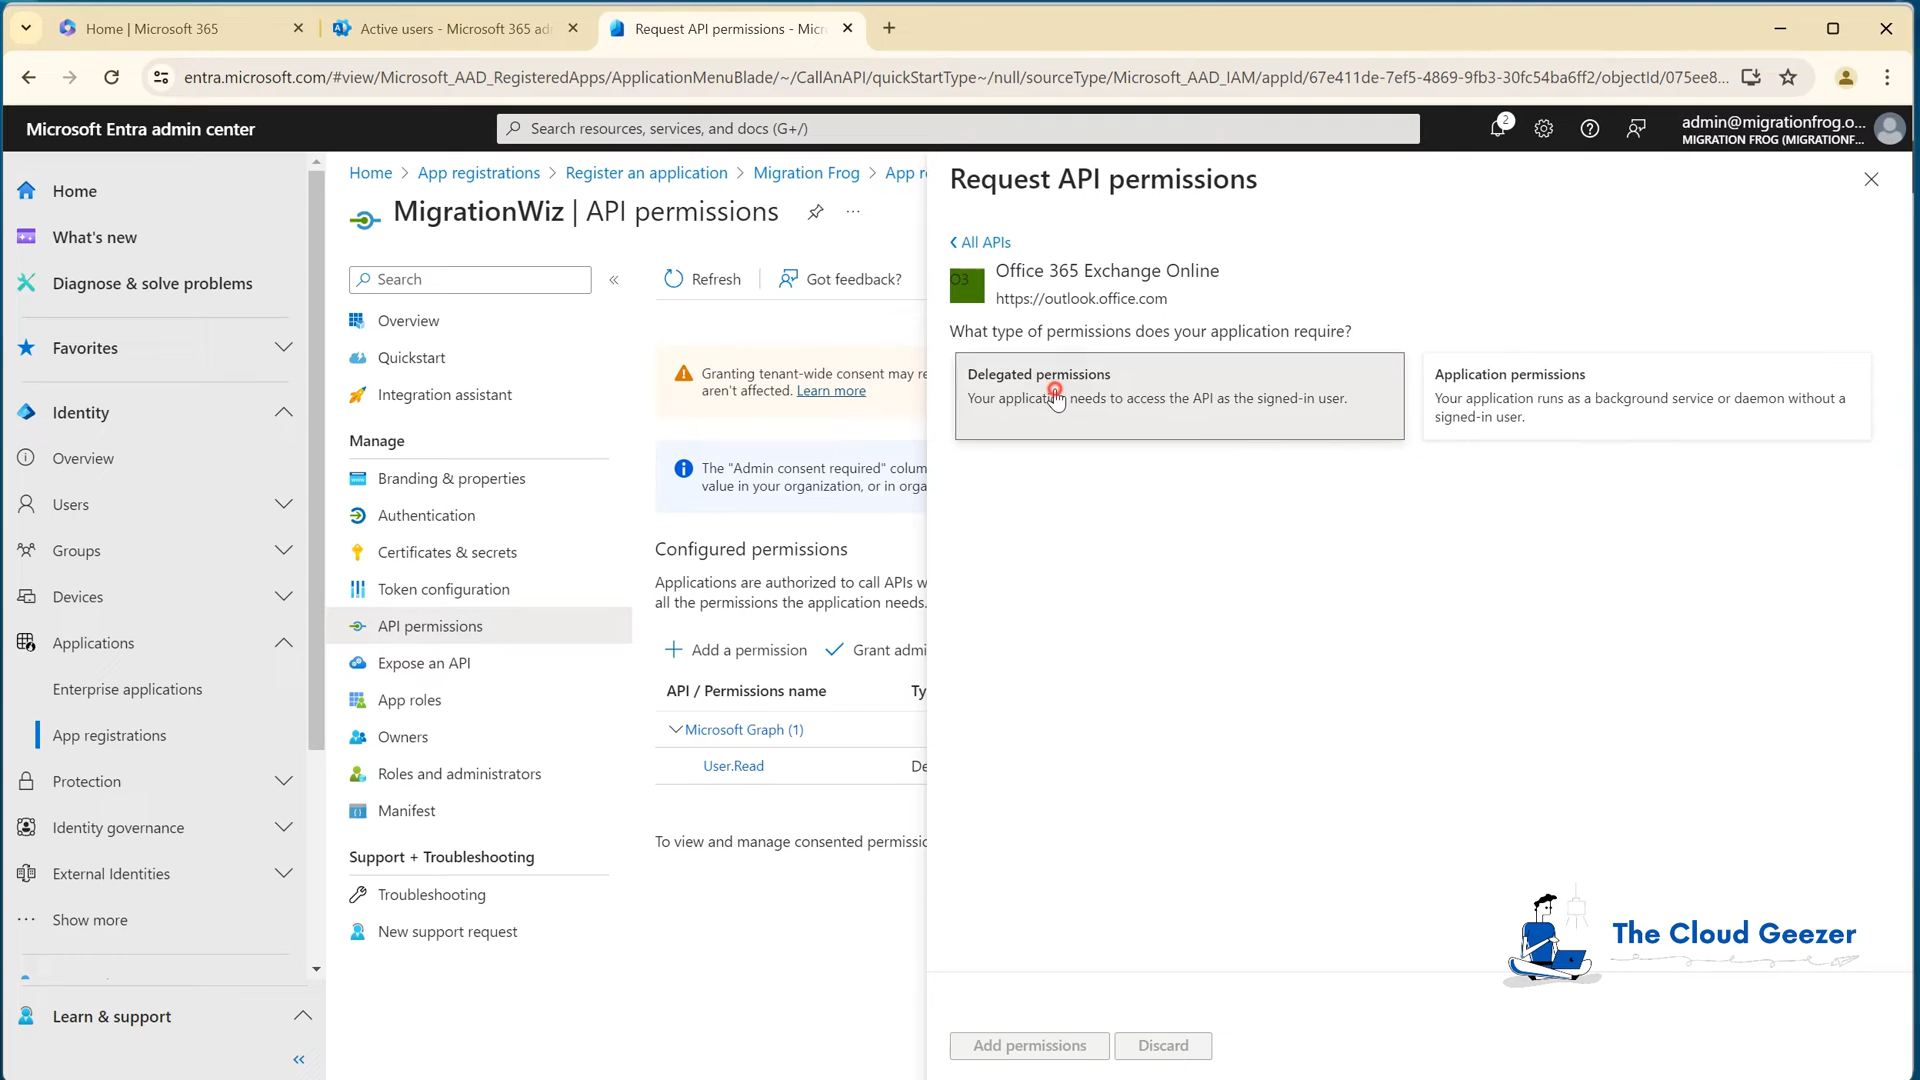 Home | Microsoft 365
Active users - Microsoft 365 ad
Request API permissions - Micr
entra.microsoft.com/#view/Microsoft_AAD_RegisteredApps/ApplicationMenuBlade/~/CallAnAPI/quickStartType~/null/sourceType/Microsoft_AAD_IAM/appId/67e411de-7ef5-4869-9fb3-30fc54ba6ff2/objectId/075ee8...
Microsoft Entra admin center
Search resources, services, and docs (G+/)
2
admin@migrationfrog.o...
MIGRATION FROG (MIGRATIONF...
Home
What's new
Diagnose & solve problems
Favorites
Identity
Overview
Users
Groups
Devices
Applications
Enterprise applications
App registrations
Protection
Identity governance
External Identities
Show more
Learn & support
Home > App registrations > Register an application > Migration Frog > App r
MigrationWiz | API permissions
Search
Overview
Quickstart
Integration assistant
Manage
Branding & properties
Authentication
Certificates & secrets
Token configuration
API permissions
Expose an API
App roles
Owners
Roles and administrators
Manifest
Support + Troubleshooting
Troubleshooting
New support request
Refresh
Got feedback?
Granting tenant-wide consent may re
aren't affected. Learn more
The "Admin consent required" colum
value in your organization, or in orga
Configured permissions
Applications are authorized to call APIs w
all the permissions the application needs.
Add a permission
Grant admi
API / Permissions name
Ty
Microsoft Graph (1)
User.Read
De
To view and manage consented permissio
Request API permissions
All APIs
O3
Office 365 Exchange Online
https://outlook.office.com
What type of permissions does your application require?
Delegated permissions
Your application needs to access the API as the signed-in user.
Application permissions
Your application runs as a background service or daemon without a
signed-in user.
The Cloud Geezer
Add permissions
Discard